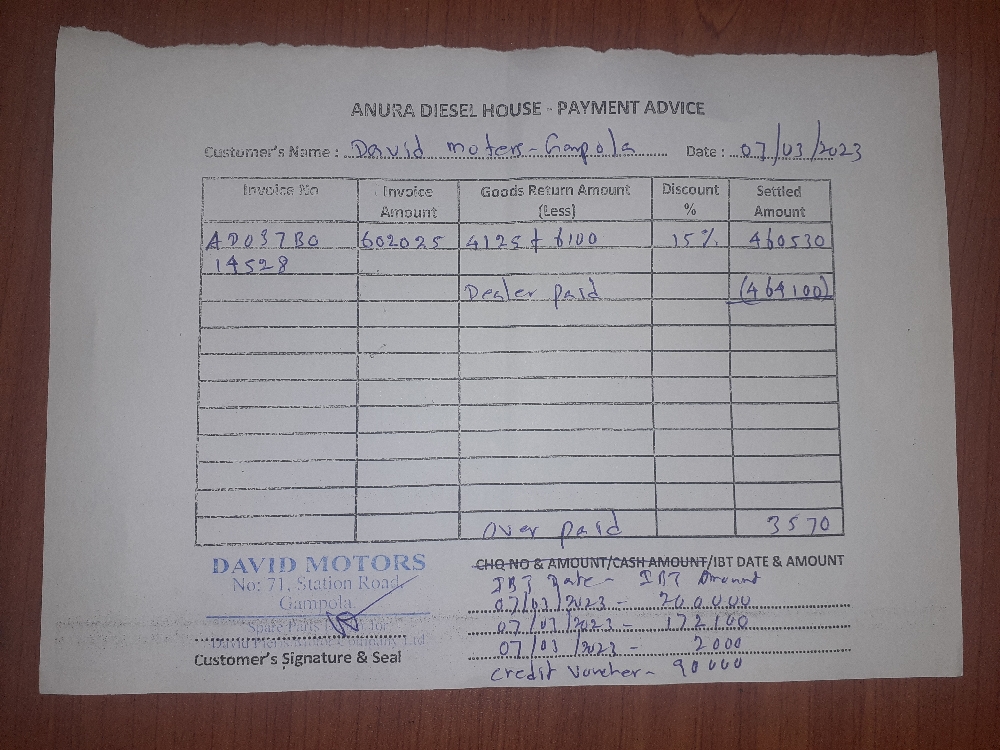 ANURA DIESEL HOUSE - PAYMENT ADVICE
Customer's Name : David moters - Gampola Date : 07/03/2023
Invoice No Invoice Amount Goods Return Amount (Less) Discount % Settled Amount
AD037B0 602025 4125 + 6100 15% 460530
14528
Dealer paid (464100)
Over paid 3570
DAVID MOTORS
No: 71, Station Road,
Gampola.
CHQ NO & AMOUNT/CASH AMOUNT/IBT DATE & AMOUNT
IBT Date - IBT Amount
07/03/2023 - 200000
07/03/2023 - 172100
07/03/2023 - 2000
Credit Voucher - 90000
Customer's Signature & Seal